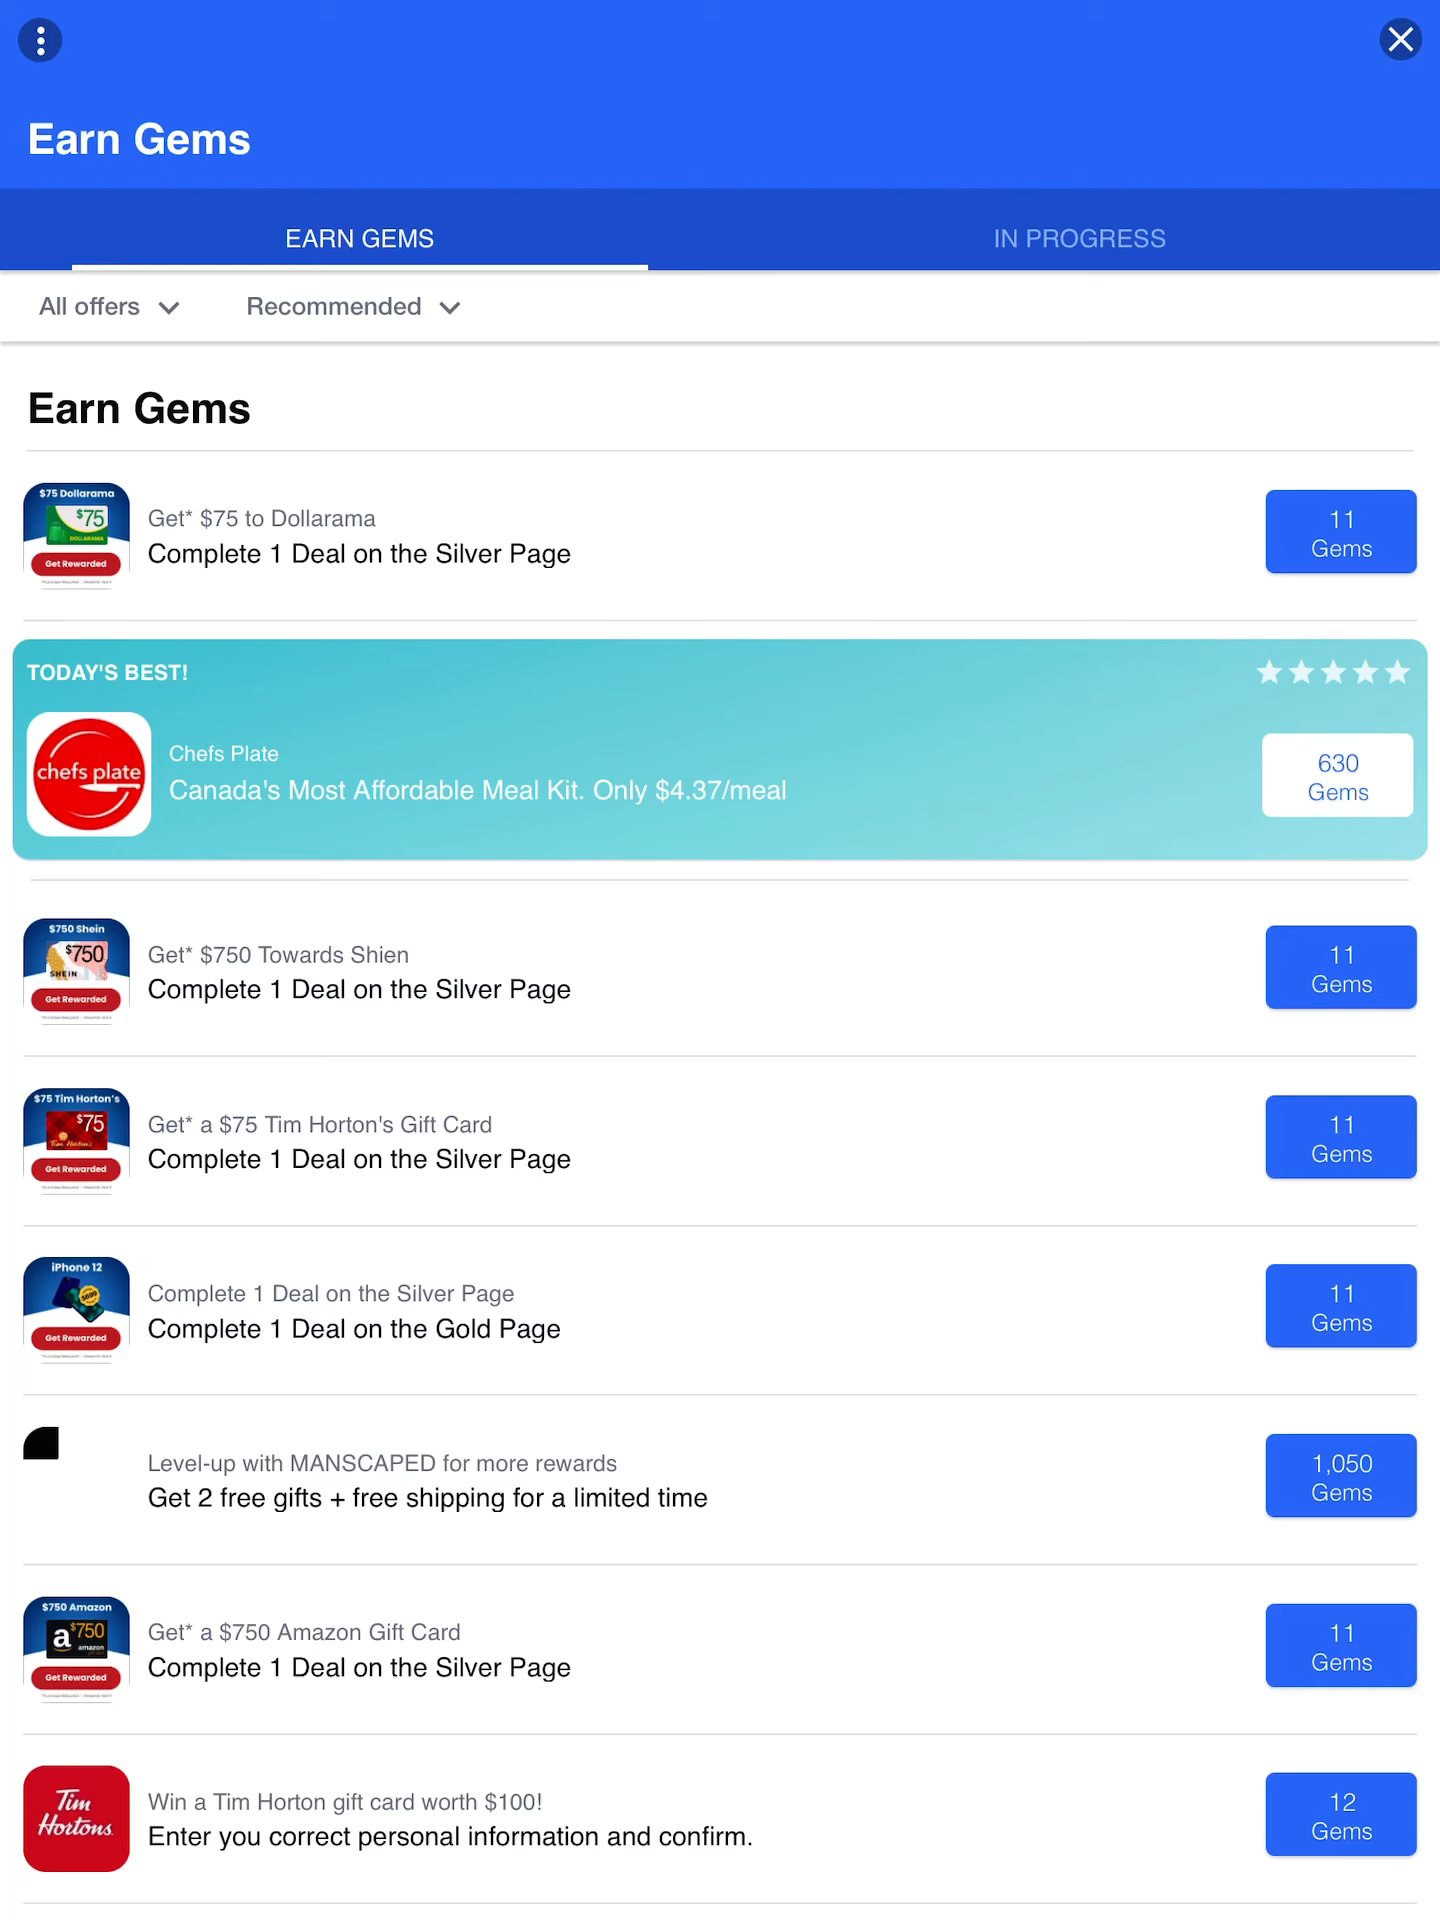 Earn Gems
EARN GEMS
IN PROGRESS
All offers
Recommended
Earn Gems
$75 Dollarama
$75
DOLLARAMA
Get Rewarded
Get* $75 to Dollarama
Complete 1 Deal on the Silver Page
11
Gems
TODAY'S BEST!
chefs plate
Chefs Plate
Canada's Most Affordable Meal Kit. Only $4.37/meal
630
Gems
$750 Shein
$750
SHEIN
Get Rewarded
Get* $750 Towards Shien
Complete 1 Deal on the Silver Page
11
Gems
$75 Tim Horton's
$75
Tim Horton's
Get Rewarded
Get* a $75 Tim Horton's Gift Card
Complete 1 Deal on the Silver Page
11
Gems
iPhone 12
Get Rewarded
Complete 1 Deal on the Silver Page
Complete 1 Deal on the Gold Page
11
Gems
Level-up with MANSCAPED for more rewards
Get 2 free gifts + free shipping for a limited time
1,050
Gems
$750 Amazon
a $750
amazon
Get Rewarded
Get* a $750 Amazon Gift Card
Complete 1 Deal on the Silver Page
11
Gems
Tim
Hortons
Win a Tim Horton gift card worth $100!
Enter you correct personal information and confirm.
12
Gems